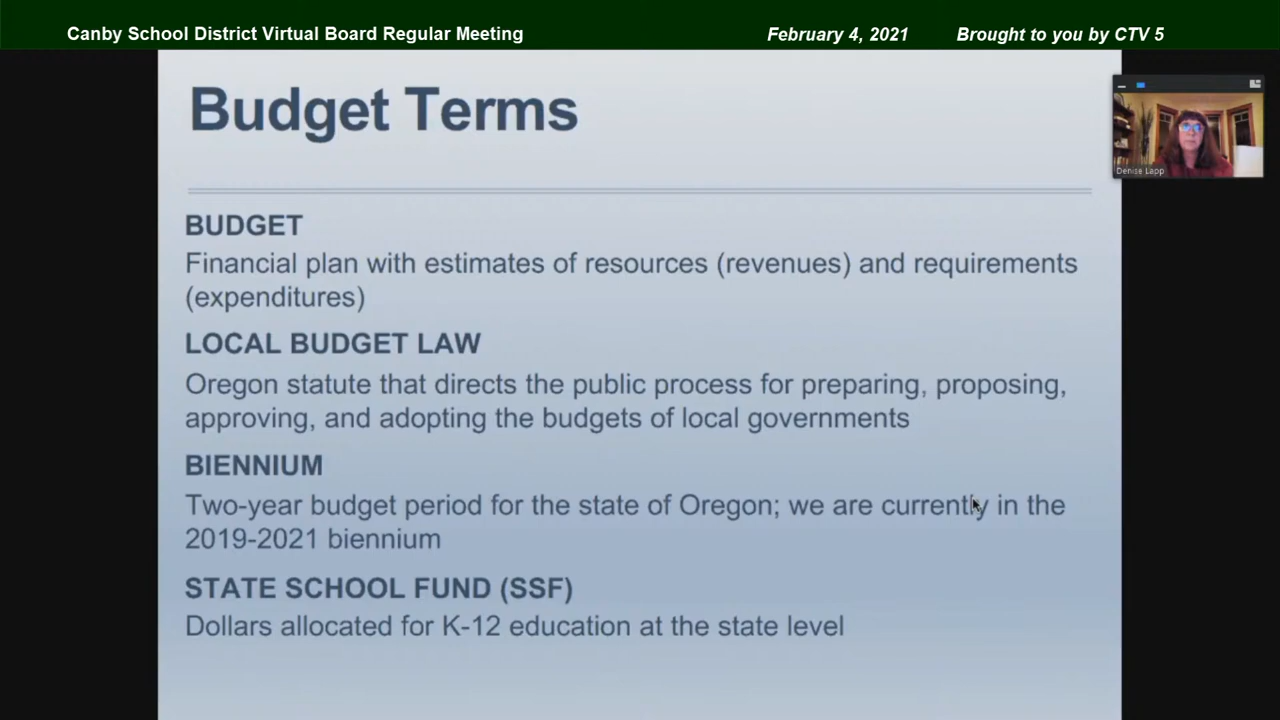 Canby School District Virtual Board Regular Meeting
February 4, 2021
Brought to you by CTV 5
Budget Terms
Denise Lapp
BUDGET
Financial plan with estimates of resources (revenues) and requirements
(expenditures)
LOCAL BUDGET LAW
Oregon statute that directs the public process for preparing, proposing,
approving, and adopting the budgets of local governments
BIENNIUM
Two-year budget period for the state of Oregon; we are currently in the
2019-2021 biennium
STATE SCHOOL FUND (SSF)
Dollars allocated for K-12 education at the state level